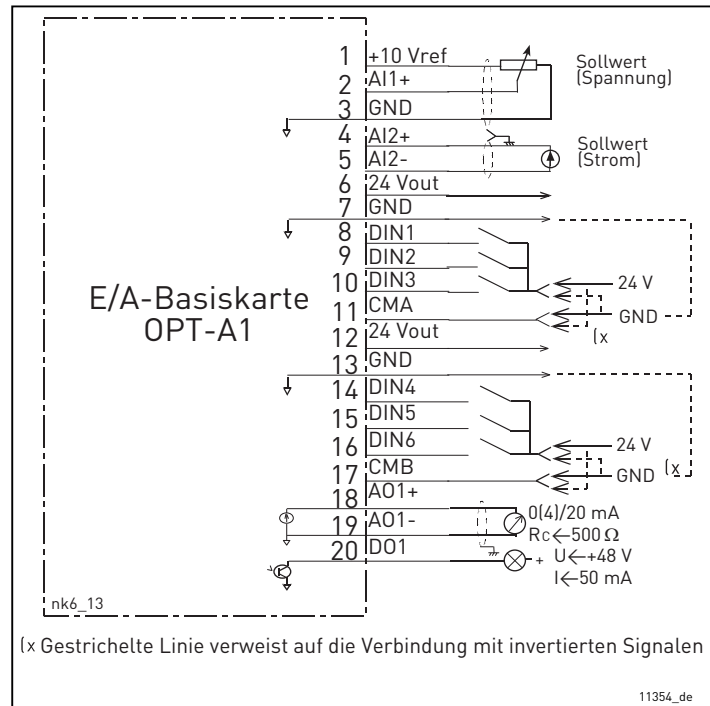 1 +10 Vref
2 AI1+
3 GND
4 AI2+
5 AI2-
6 24 Vout
7 GND
8 DIN1
9 DIN2
10 DIN3
11 CMA
12 24 Vout
13 GND
14 DIN4
15 DIN5
16 DIN6
17 CMB
18 AO1+
19 AO1-
20 DO1
E/A-Basiskarte
OPT-A1
Sollwert
(Spannung)
Sollwert
(Strom)
24 V
GND
(x
24 V
GND (x
0(4)/20 mA
RC←500 Ω
+ U←+48 V
I←50 mA
nk6_13
(x Gestrichelte Linie verweist auf die Verbindung mit invertierten Signalen
11354_de